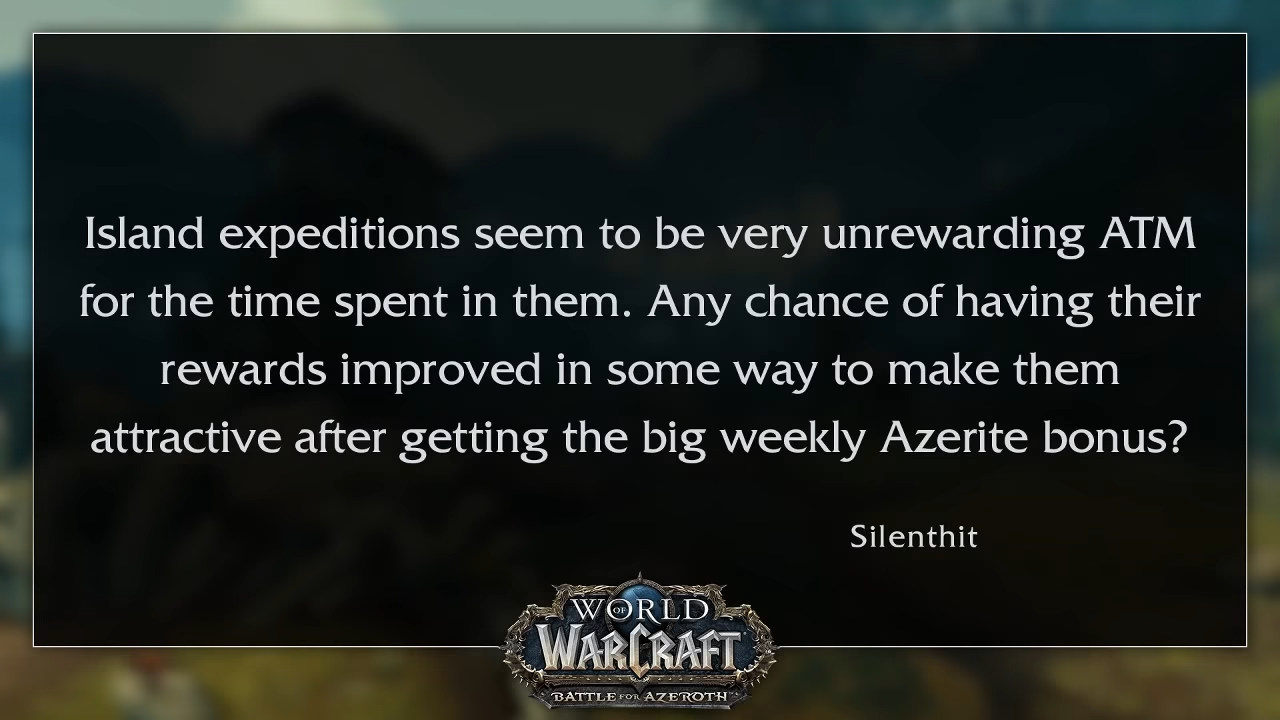 Island expeditions seem to be very unrewarding ATM
for the time spent in them. Any chance of having their
rewards improved in some way to make them
attractive after getting the big weekly Azerite bonus?
Silenthit
WORLD
OF
WARCRAFT
BATTLE FOR AZEROTH